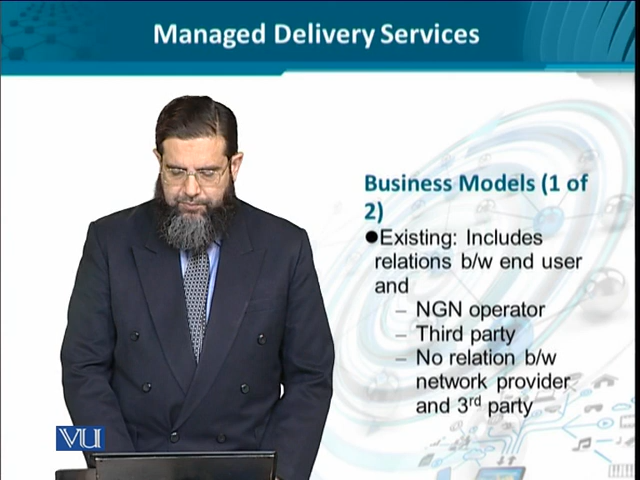 Managed Delivery Services
Business Models (1 of
2)
●Existing: Includes
relations b/w end user
and
– NGN operator
– Third party
– No relation b/w
network provider
and 3rd party
VU